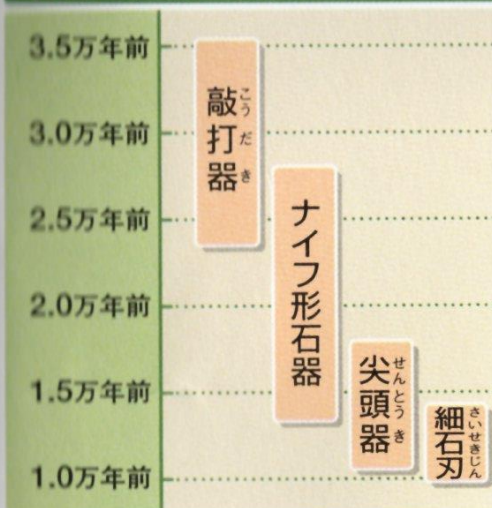 3.5万年前
3.0万年前
2.5万年前
2.0万年前
1.5万年前
1.0万年前
敲打器
こうだき
ナイフ形石器
尖頭器
せんとうき
細石刃
さいせきじん